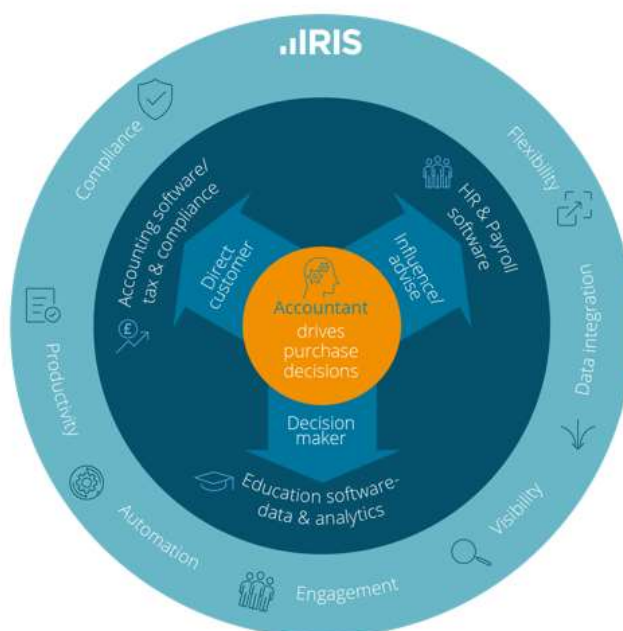 IRIS
Compliance
Flexibility
Accounting software/
tax & compliance
HR & Payroll
software
Direct
customer
Influence/
advise
Accountant
drives
purchase
decisions
£
Productivity
Data integration
Decision
maker
Education software-
data & analytics
Automation
Visibility
Engagement